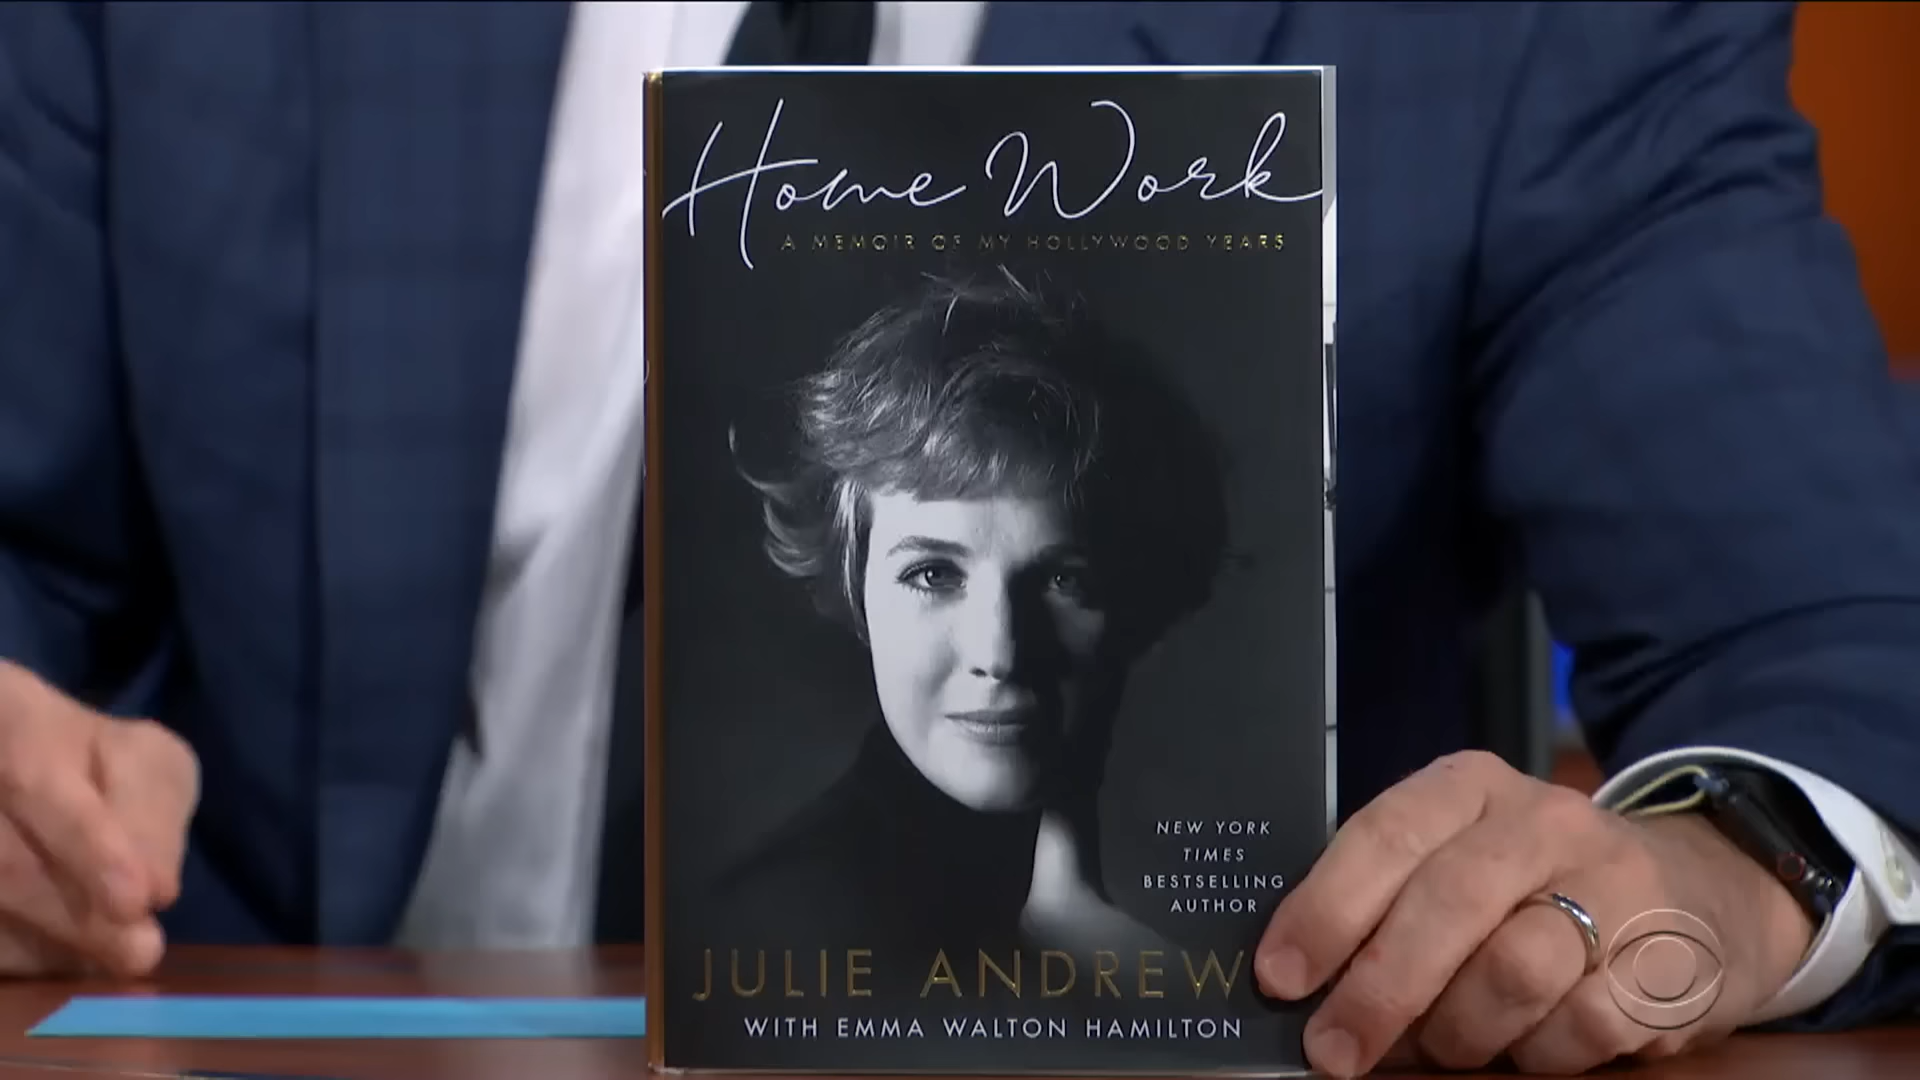 Home Work
A MEMOIR OF MY HOLLYWOOD YEARS
NEW YORK
TIMES
BESTSELLING
AUTHOR
JULIE ANDREW
WITH EMMA WALTON HAMILTON